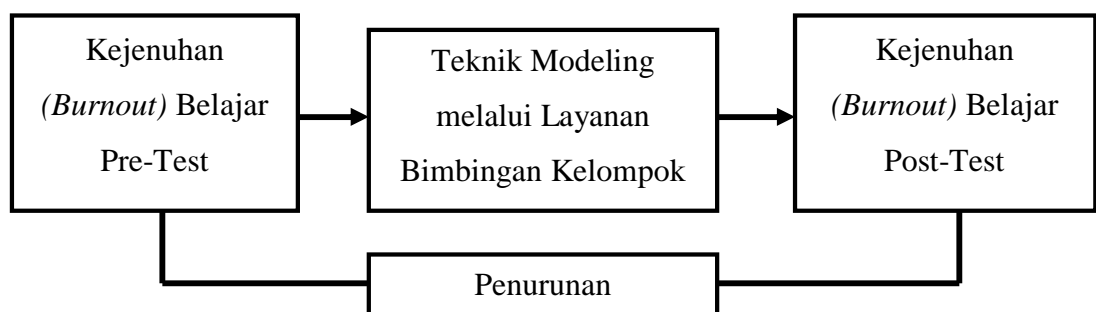 Kejenuhan
(Burnout) Belajar
Pre-Test
Teknik Modeling
melalui Layanan
Bimbingan Kelompok
Kejenuhan
(Burnout) Belajar
Post-Test
Penurunan